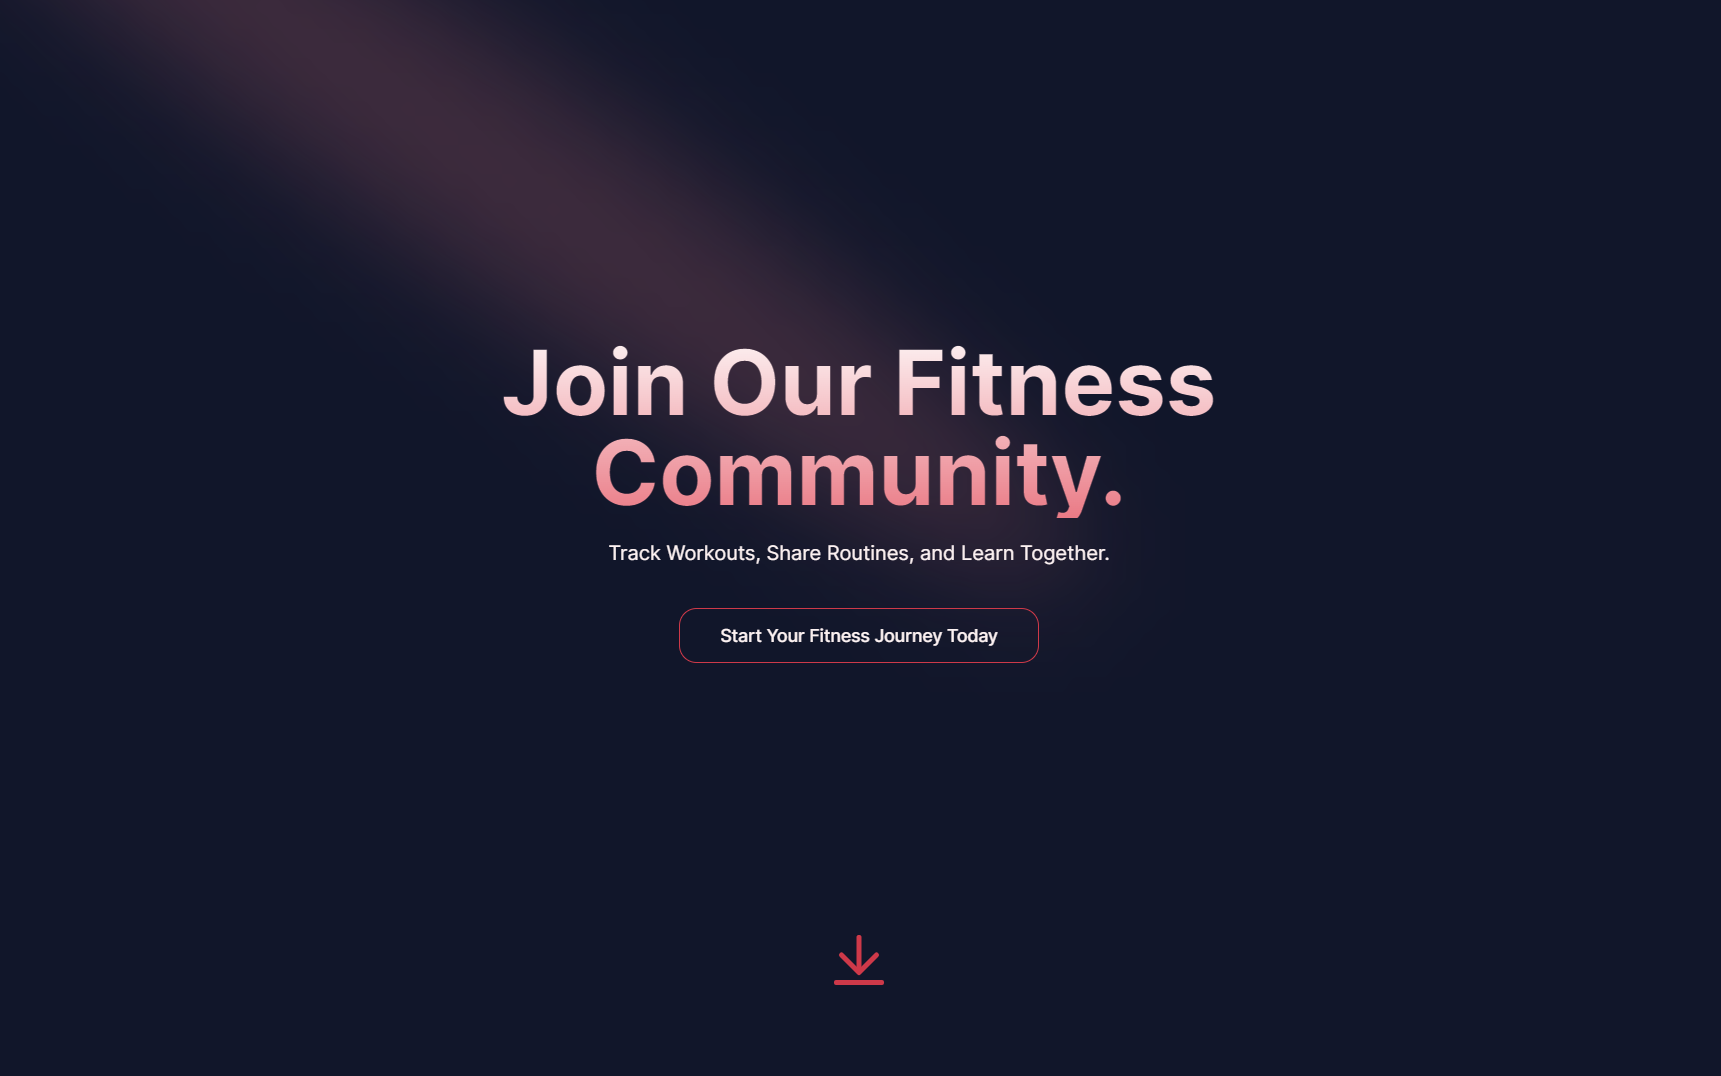 Join Our Fitness
Community.
Track Workouts, Share Routines, and Learn Together.
Start Your Fitness Journey Today